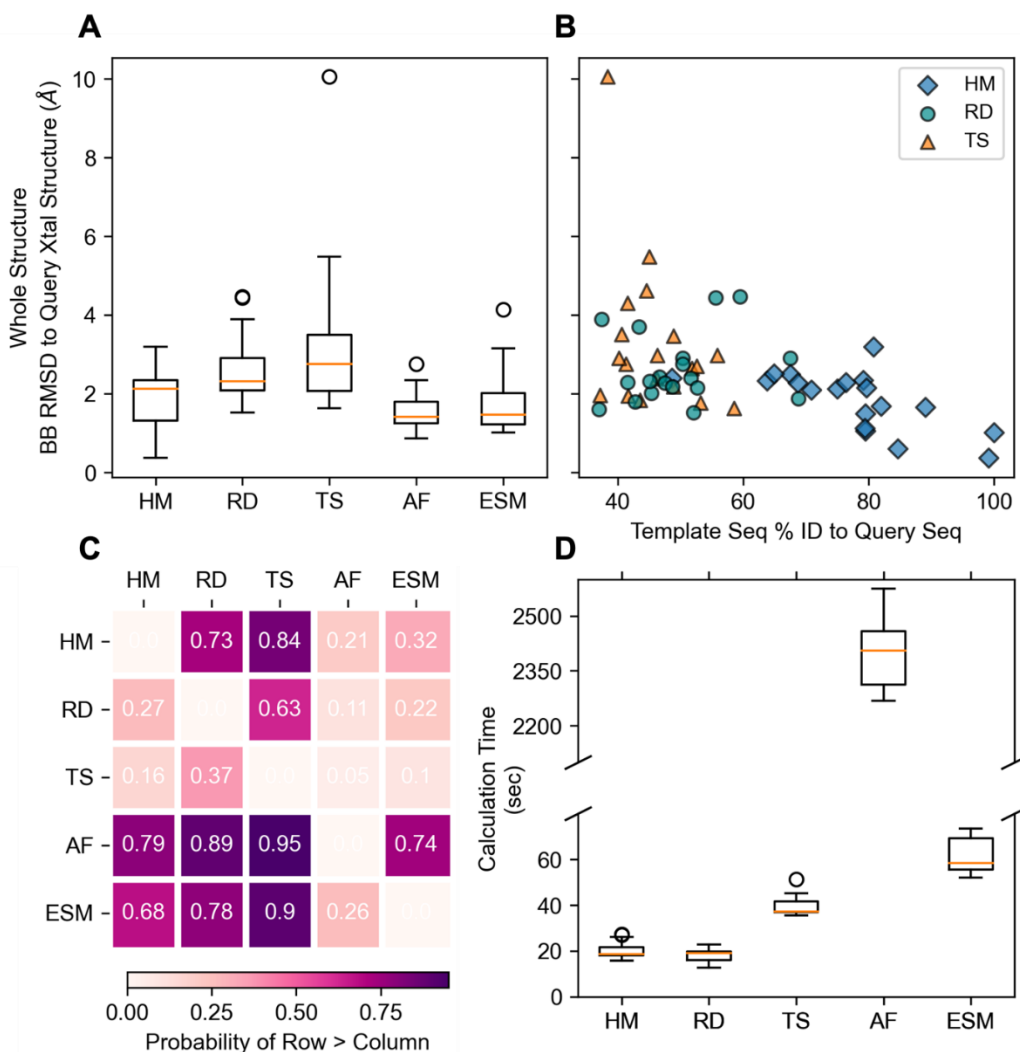 A
B
Whole Structure
BB RMSD to Query Xtal Structure (Å)
10
8
6
4
2
0
HM
RD
TS
AF
ESM
HM
RD
TS
40
60
80
100
Template Seq % ID to Query Seq
C
HM
RD
TS
AF
ESM
HM
0.0
0.73
0.84
0.21
0.32
RD
0.27
0.0
0.63
0.11
0.22
TS
0.16
0.37
0.0
0.05
0.1
AF
0.79
0.89
0.95
0.0
0.74
ESM
0.68
0.78
0.9
0.26
0.0
0.00
0.25
0.50
0.75
Probability of Row > Column
D
Calculation Time
(sec)
2500
2350
2200
60
40
20
0
HM
RD
TS
AF
ESM